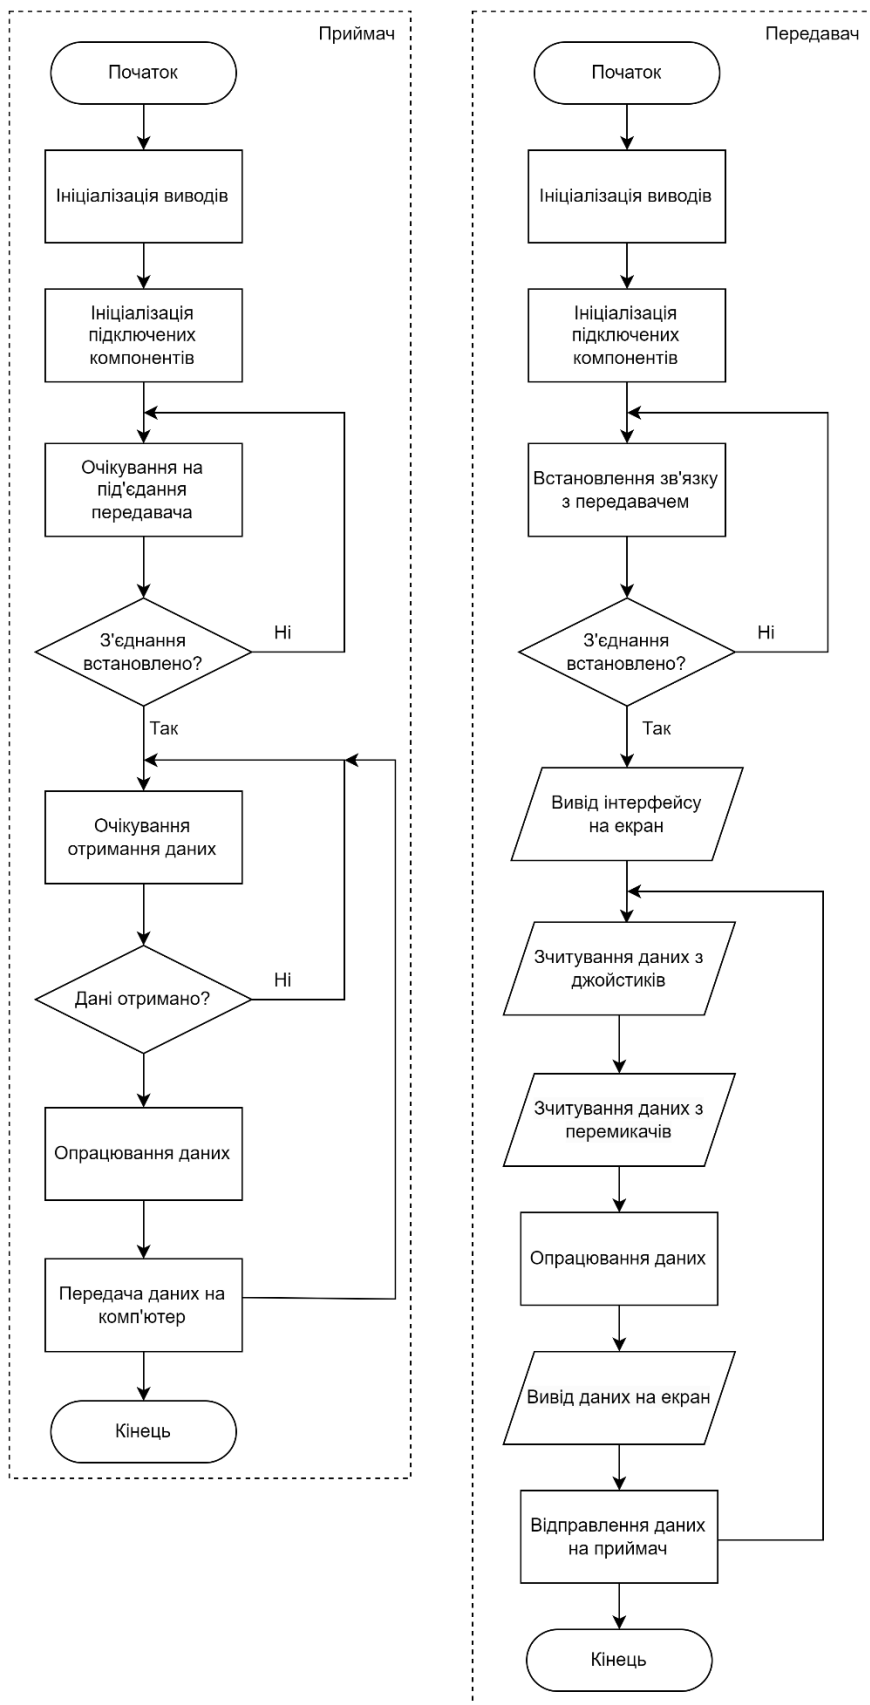 Приймач
Початок
Ініціалізація виводів
Ініціалізація
підключених
компонентів
Очікування на
під'єдання
передавача
З'єднання
встановлено?
Ні
Так
Очікування
отримання даних
Дані отримано?
Ні
Опрацювання даних
Передача даних на
комп'ютер
Кінець
Передавач
Початок
Ініціалізація виводів
Ініціалізація
підключених
компонентів
Встановлення зв'язку
з передавачем
З'єднання
встановлено?
Ні
Так
Вивід інтерфейсу
на екран
Зчитування даних з
джойстиків
Зчитування даних з
перемикачів
Опрацювання даних
Вивід даних на екран
Відправлення даних
на приймач
Кінець